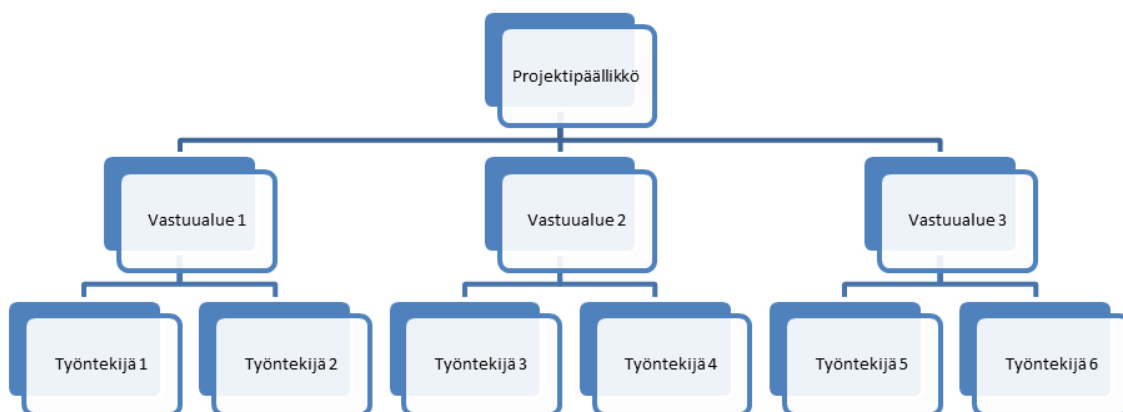 Projektipäällikkö
Vastuualue 1
Vastuualue 2
Vastuualue 3
Työntekijä 1
Työntekijä 2
Työntekijä 3
Työntekijä 4
Työntekijä 5
Työntekijä 6